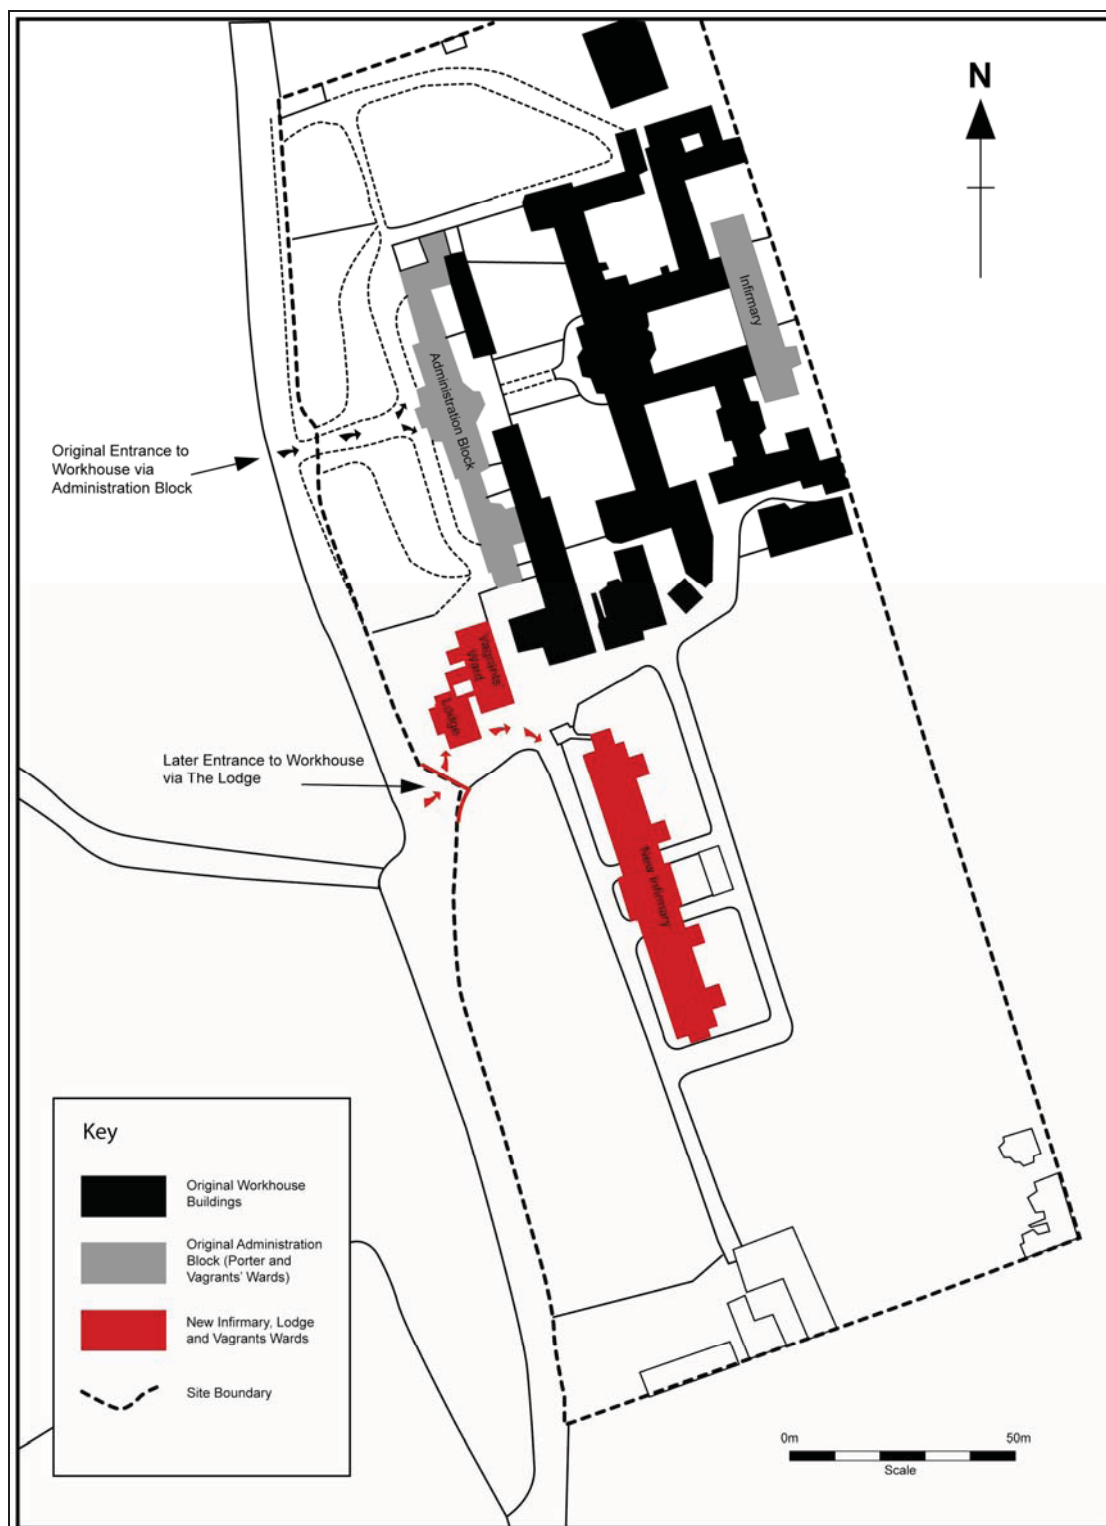 N
Infirmary
Administration Block
Original Entrance to
Workhouse via
Administration Block
Vagrants'
Ward
Lodge
Later Entrance to Workhouse
via The Lodge
New Infirmary
Key
Original Workhouse
Buildings
Original Administration
Block (Porter and
Vagrants' Wards)
New Infirmary, Lodge
and Vagrants Wards
Site Boundary
0m 50m
Scale